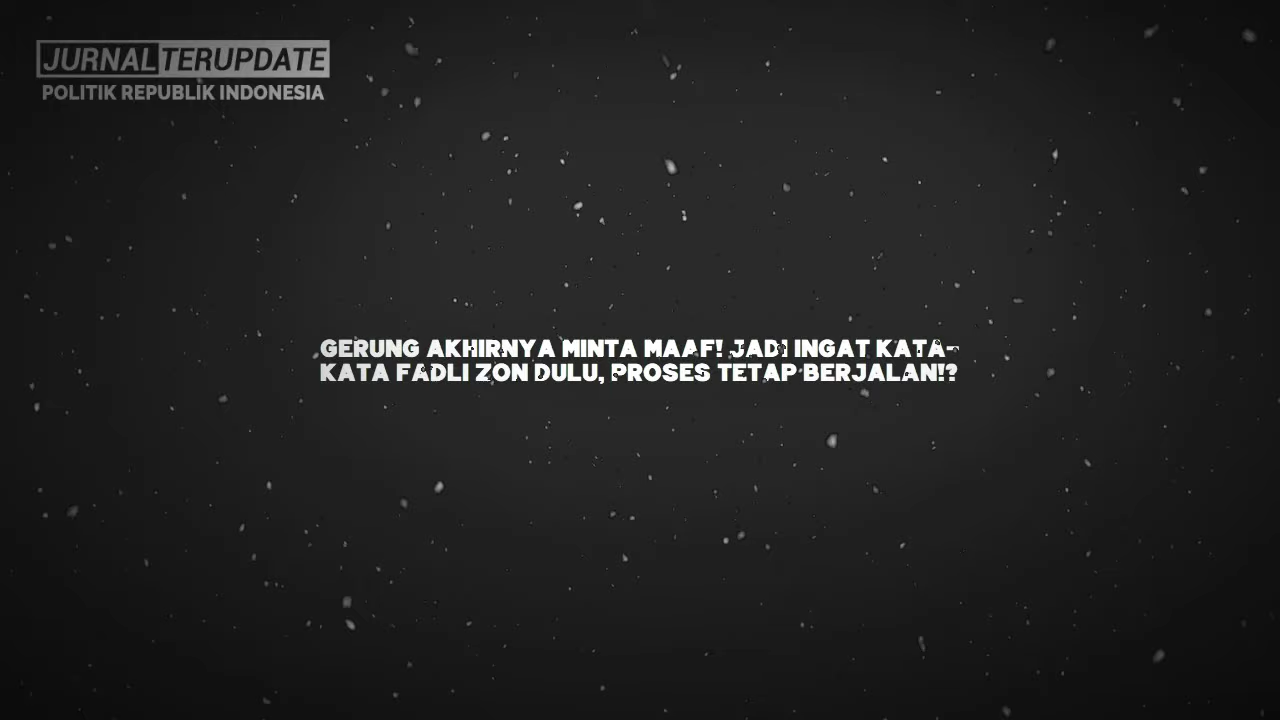 JURNALTERUPDATE
POLITIK REPUBLIK INDONESIA
GERUNG AKHIRNYA MINTA MAAF! JADI INGAT KATA-
KATA FADLI ZON DULU, PROSES TETAP BERJALAN!?